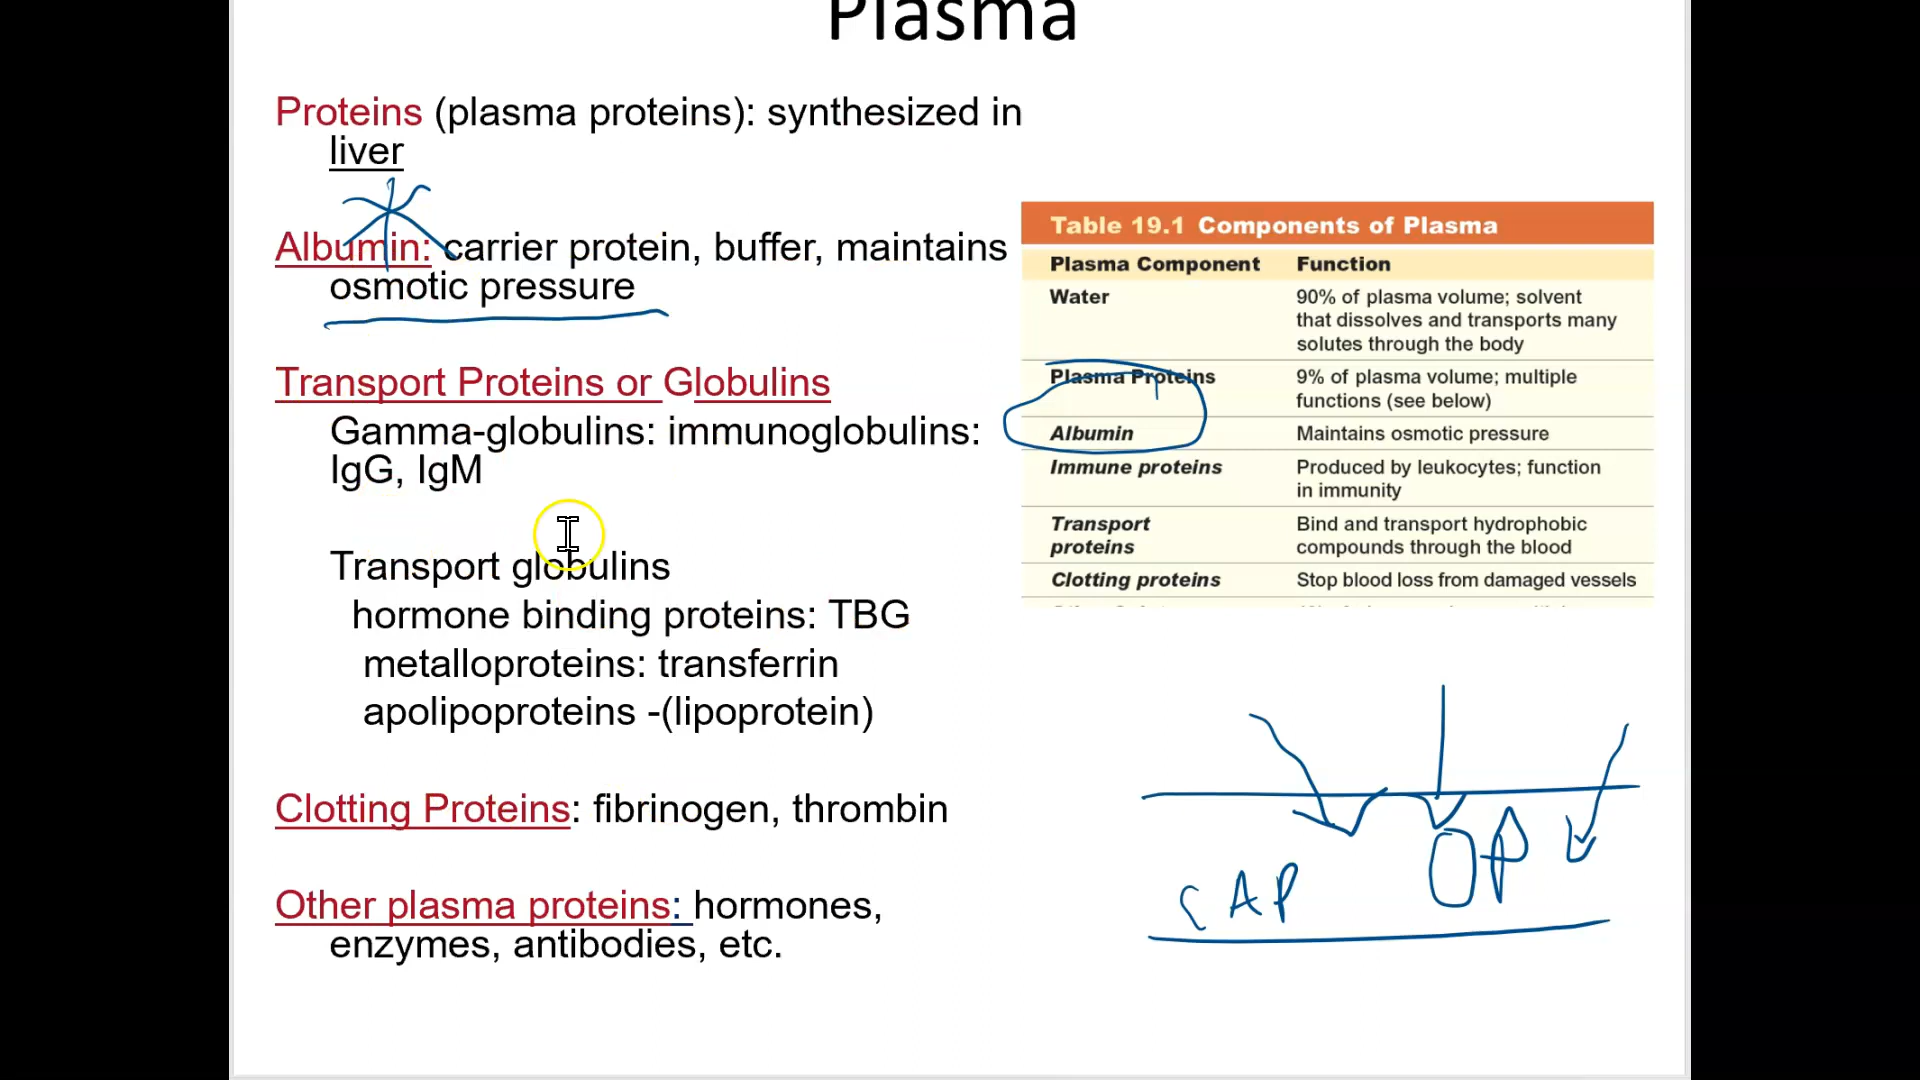 Plasma
Proteins (plasma proteins): synthesized in
liver
Albumin: carrier protein, buffer, maintains
osmotic pressure
Transport Proteins or Globulins
Gamma-globulins: immunoglobulins:
IgG, IgM
Transport globulins
hormone binding proteins: TBG
metalloproteins: transferrin
apolipoproteins -(lipoprotein)
Clotting Proteins: fibrinogen, thrombin
Other plasma proteins: hormones,
enzymes, antibodies, etc.
Table 19.1 Components of Plasma
Plasma Component Function
Water 90% of plasma volume; solvent
that dissolves and transports many
solutes through the body
Plasma Proteins 9% of plasma volume; multiple
functions (see below)
Albumin Maintains osmotic pressure
Immune proteins Produced by leukocytes; function
in immunity
Transport Bind and transport hydrophobic
proteins compounds through the blood
Clotting proteins Stop blood loss from damaged vessels
CAP OP